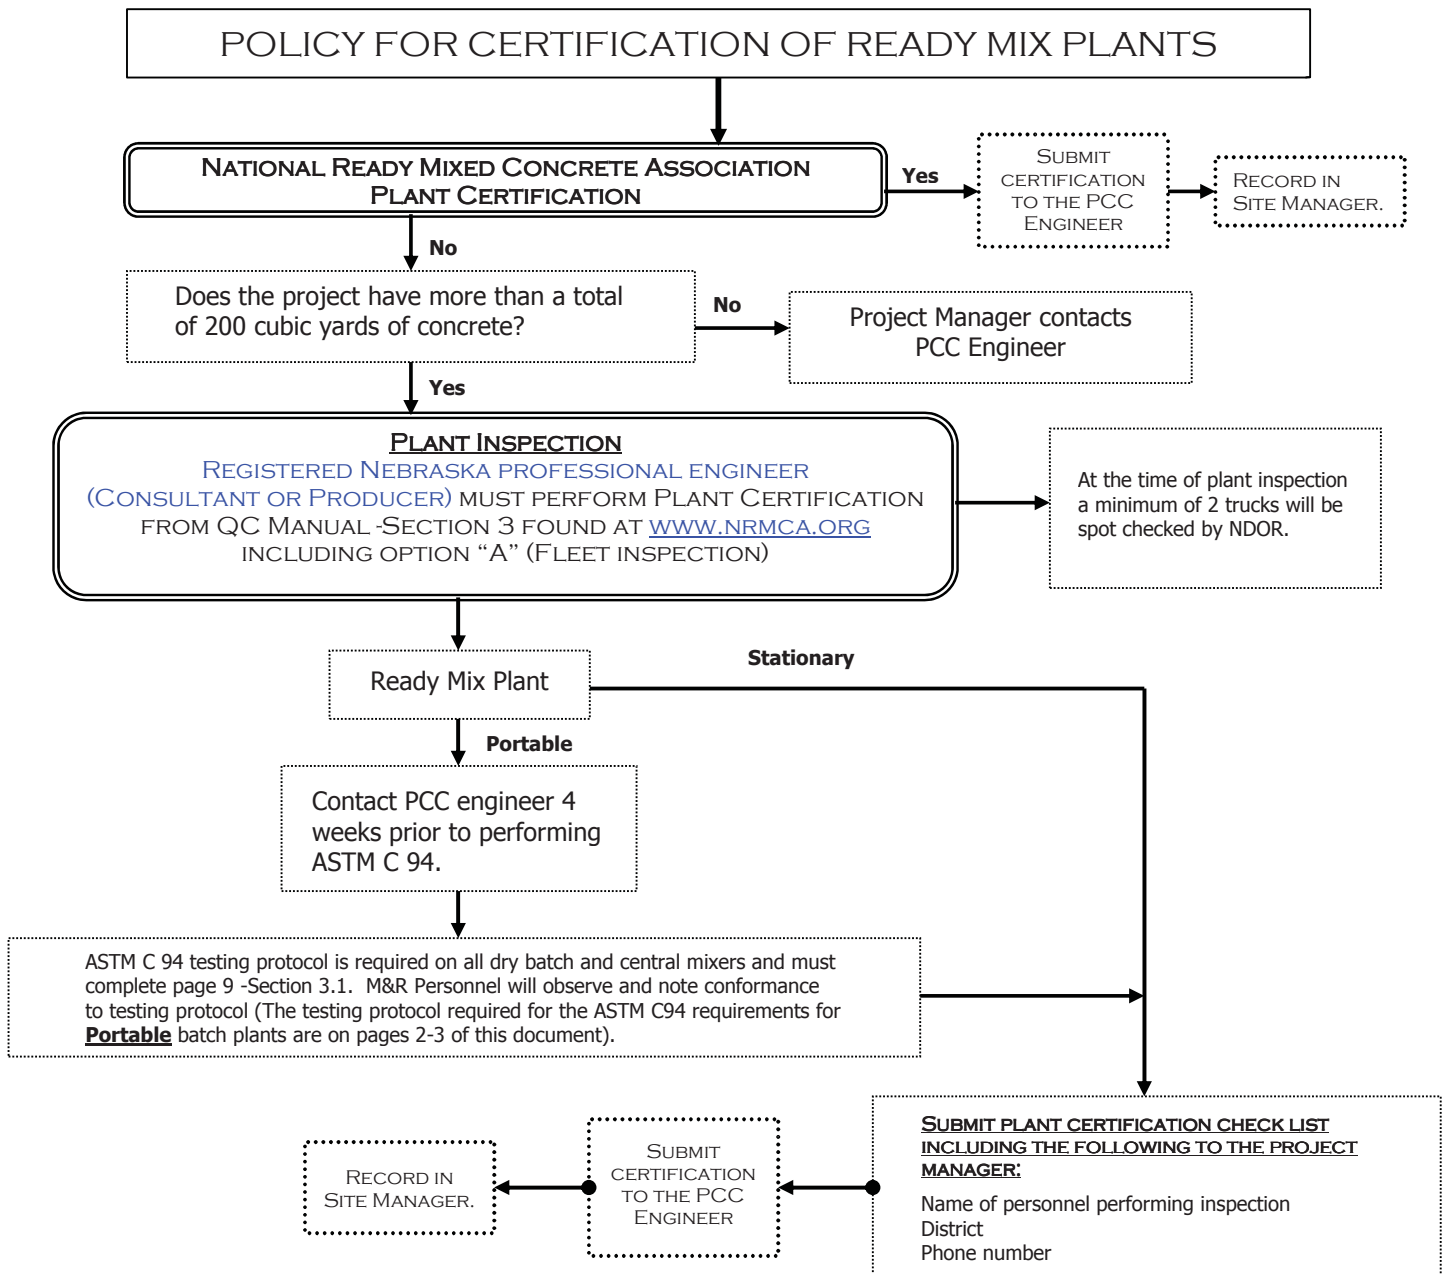 POLICY FOR CERTIFICATION OF READY MIX PLANTS
NATIONAL READY MIXED CONCRETE ASSOCIATION
PLANT CERTIFICATION
Yes
SUBMIT
CERTIFICATION
TO THE PCC
ENGINEER
RECORD IN
SITE MANAGER.
No
Does the project have more than a total
of 200 cubic yards of concrete?
No
Project Manager contacts
PCC Engineer
Yes
PLANT INSPECTION
REGISTERED NEBRASKA PROFESSIONAL ENGINEER
(CONSULTANT OR PRODUCER) MUST PERFORM PLANT CERTIFICATION
FROM QC MANUAL -SECTION 3 FOUND AT WWW.NRMCA.ORG
INCLUDING OPTION “A” (FLEET INSPECTION)
At the time of plant inspection
a minimum of 2 trucks will be
spot checked by NDOR.
Ready Mix Plant
Stationary
Portable
Contact PCC engineer 4
weeks prior to performing
ASTM C 94.
ASTM C 94 testing protocol is required on all dry batch and central mixers and must
complete page 9 -Section 3.1.  M&R Personnel will observe and note conformance
to testing protocol (The testing protocol required for the ASTM C94 requirements for
Portable batch plants are on pages 2-3 of this document).
SUBMIT PLANT CERTIFICATION CHECK LIST
INCLUDING THE FOLLOWING TO THE PROJECT
MANAGER:
Name of personnel performing inspection
District
Phone number
SUBMIT
CERTIFICATION
TO THE PCC
ENGINEER
RECORD IN
SITE MANAGER.